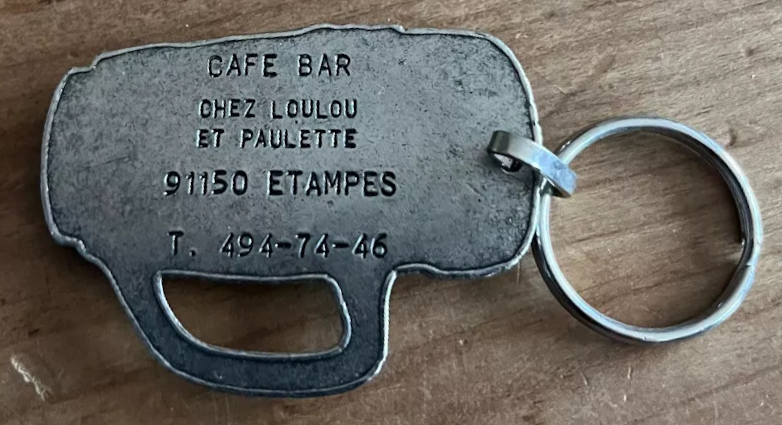 CAFE BAR
CHEZ LOULOU
ET PAULETTE
91150 ETAMPES
T. 494-74-46